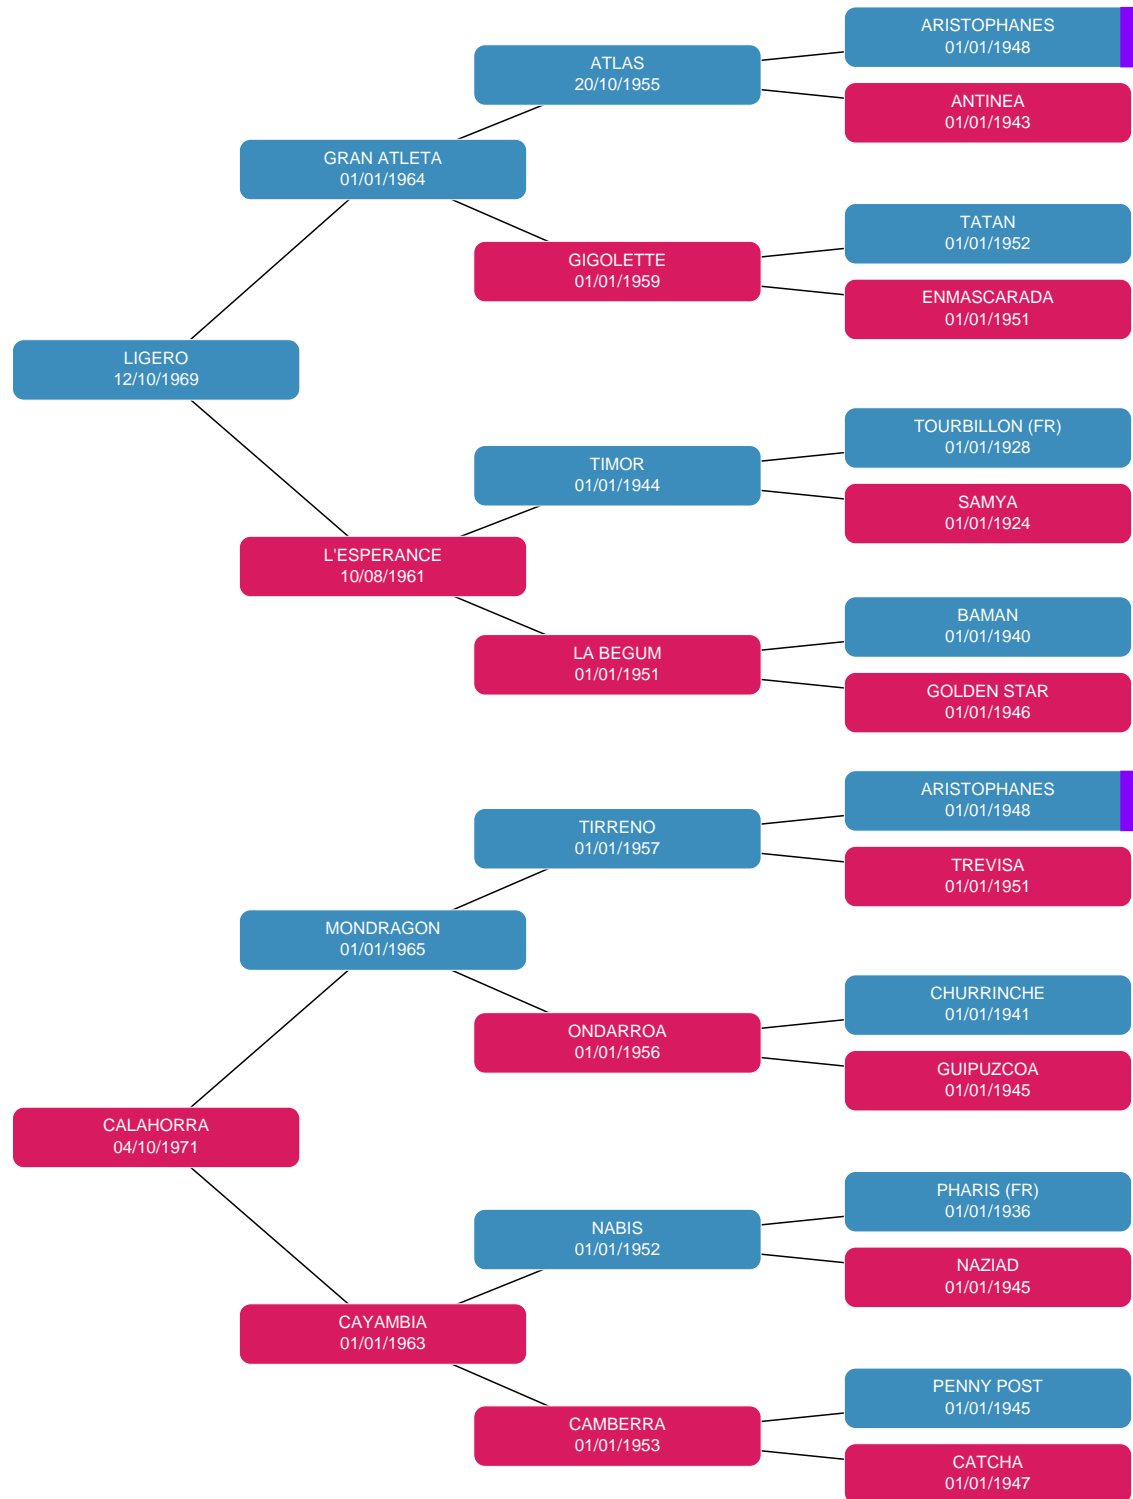 ARISTOPHANES
01/01/1948
ATLAS
20/10/1955
ANTINEA
01/01/1943
GRAN ATLETA
01/01/1964
TATAN
01/01/1952
GIGOLETTE
01/01/1959
ENMASCARADA
01/01/1951
LIGERO
12/10/1969
TOURBILLON (FR)
01/01/1928
TIMOR
01/01/1944
SAMYA
01/01/1924
L'ESPERANCE
10/08/1961
BAMAN
01/01/1940
LA BEGUM
01/01/1951
GOLDEN STAR
01/01/1946
ARISTOPHANES
01/01/1948
TIRRENO
01/01/1957
TREVISA
01/01/1951
MONDRAGON
01/01/1965
CHURRINCHE
01/01/1941
ONDARROA
01/01/1956
GUIPUZCOA
01/01/1945
CALAHORRA
04/10/1971
PHARIS (FR)
01/01/1936
NABIS
01/01/1952
NAZIAD
01/01/1945
CAYAMBIA
01/01/1963
PENNY POST
01/01/1945
CAMBERRA
01/01/1953
CATCHA
01/01/1947